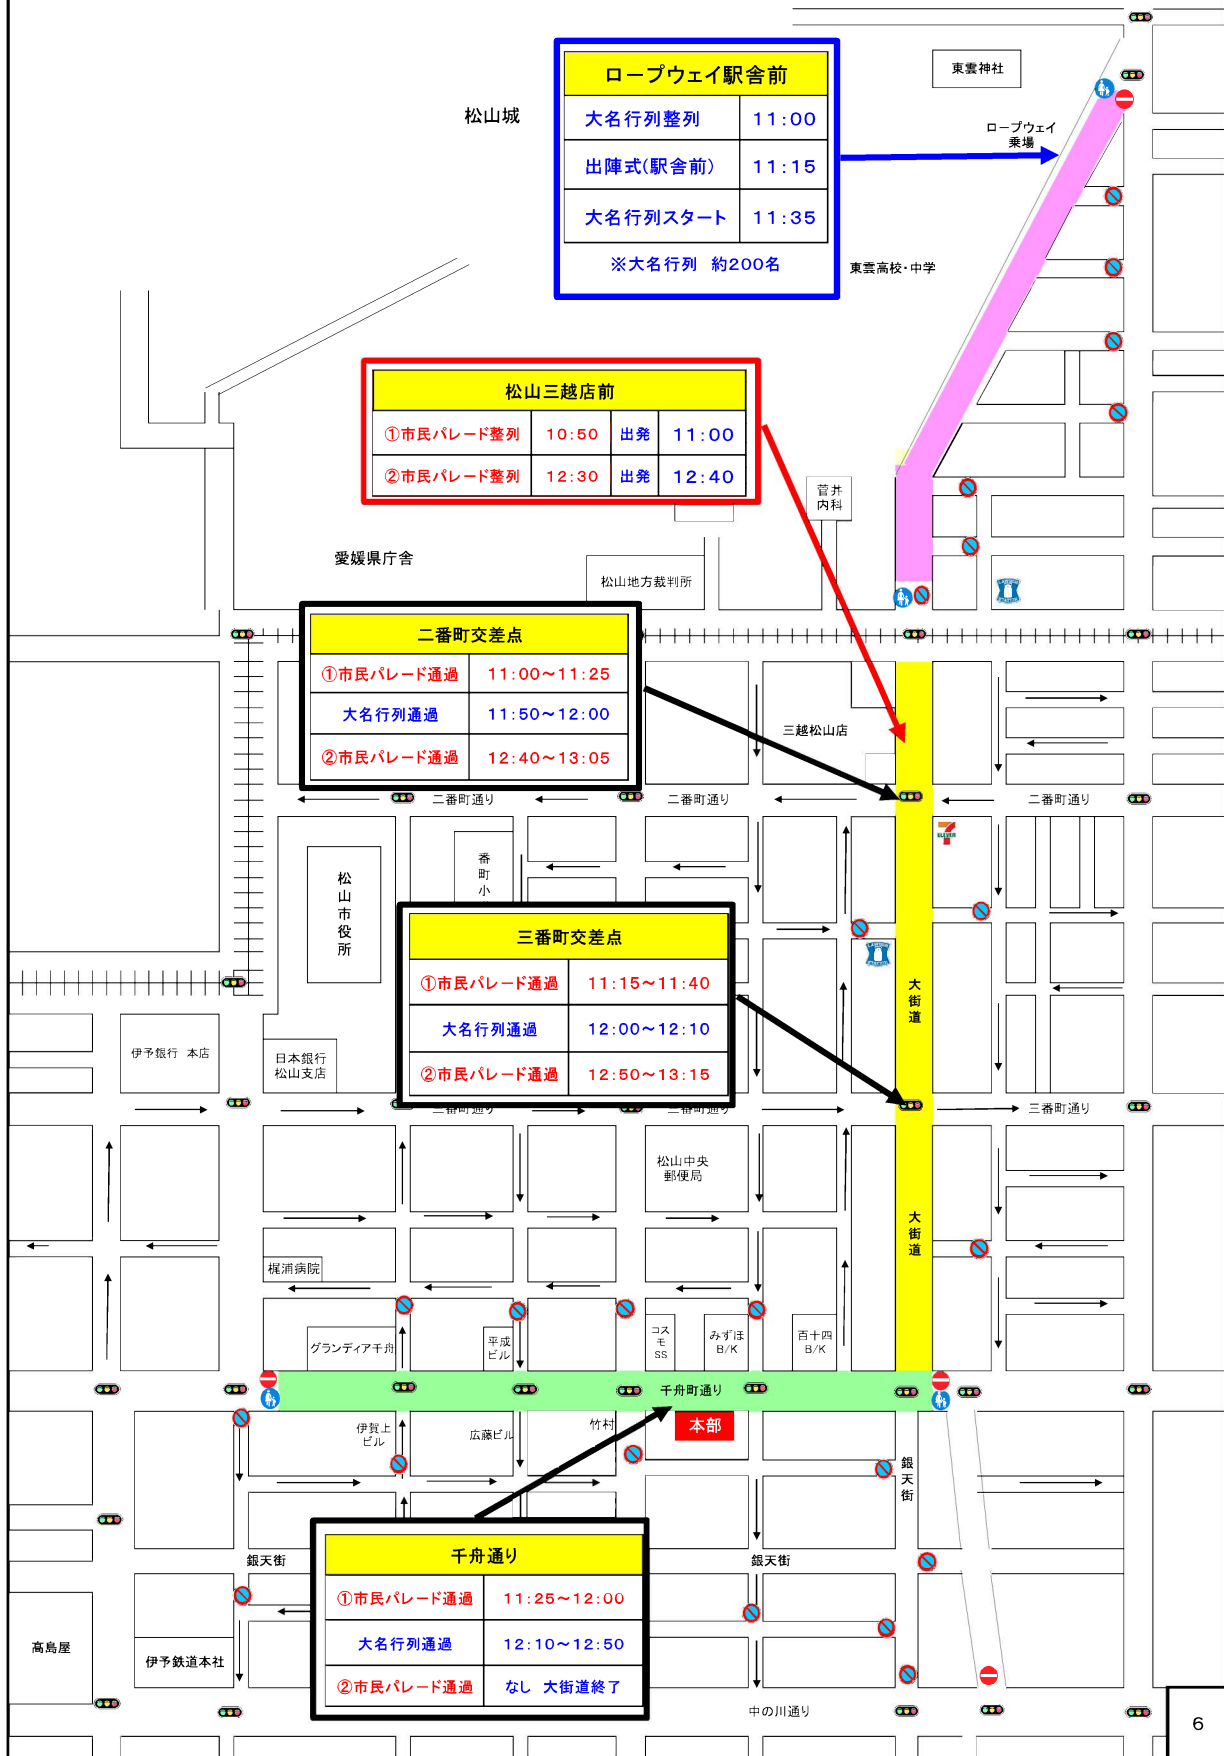 東雲神社
ロープウェイ駅舎前
大名行列整列 11:00
出陣式(駅舎前) 11:15
大名行列スタート 11:35
※大名行列 約200名
松山城
ロープウェイ
乗場
東雲高校・中学
松山三越店前
①市民パレード整列 10:50 出発 11:00
②市民パレード整列 12:30 出発 12:40
菅井
内科
愛媛県庁舎
松山地方裁判所
二番町交差点
①市民パレード通過 11:00~11:25
大名行列通過 11:50~12:00
②市民パレード通過 12:40~13:05
三越松山店
二番町通り
二番町通り
二番町通り
番町小
松山市役所
三番町交差点
①市民パレード通過 11:15~11:40
大名行列通過 12:00~12:10
②市民パレード通過 12:50~13:15
大街道
伊予銀行 本店
日本銀行
松山支店
三番町通り
三番町通り
三番町通り
松山中央
郵便局
大街道
梶浦病院
グランディア千舟
平成
ビル
コス
モ
SS
みずほ
B/K
百十四
B/K
千舟町通り
伊賀上
ビル
広藤ビル
竹村
本部
銀天街
千舟通り
①市民パレード通過 11:25~12:00
大名行列通過 12:10~12:50
②市民パレード通過 なし 大街道終了
銀天街
銀天街
高島屋
伊予鉄道本社
中の川通り
6